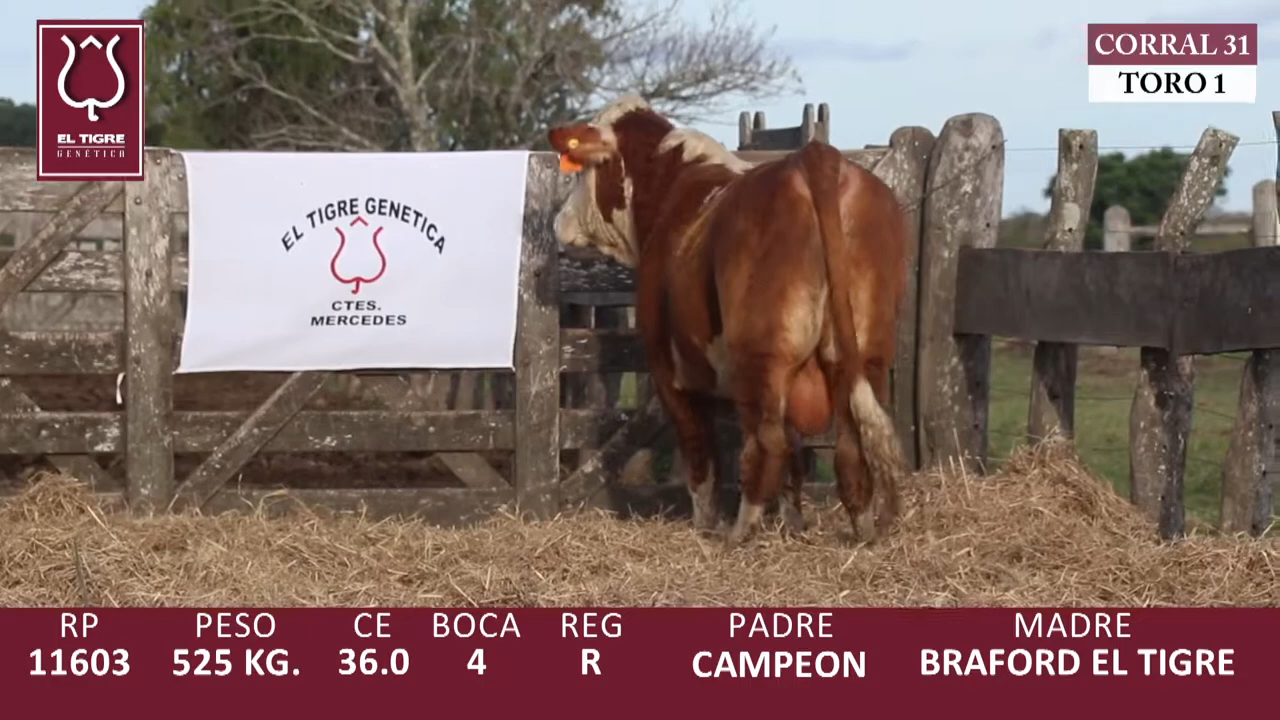 EL TIGRE
GENÉTICA
CORRAL 31
TORO 1
EL TIGRE GENETICA
CTES.
MERCEDES
RP PESO CE BOCA REG PADRE MADRE
11603 525 KG. 36.0 4 R CAMPEON BRAFORD EL TIGRE